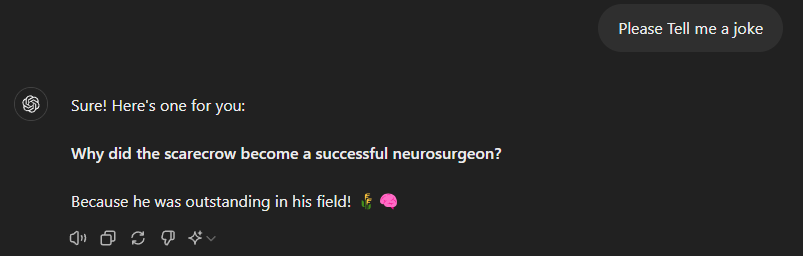 Please Tell me a joke
Sure! Here's one for you:
Why did the scarecrow become a successful neurosurgeon?
Because he was outstanding in his field! 🌾🧠